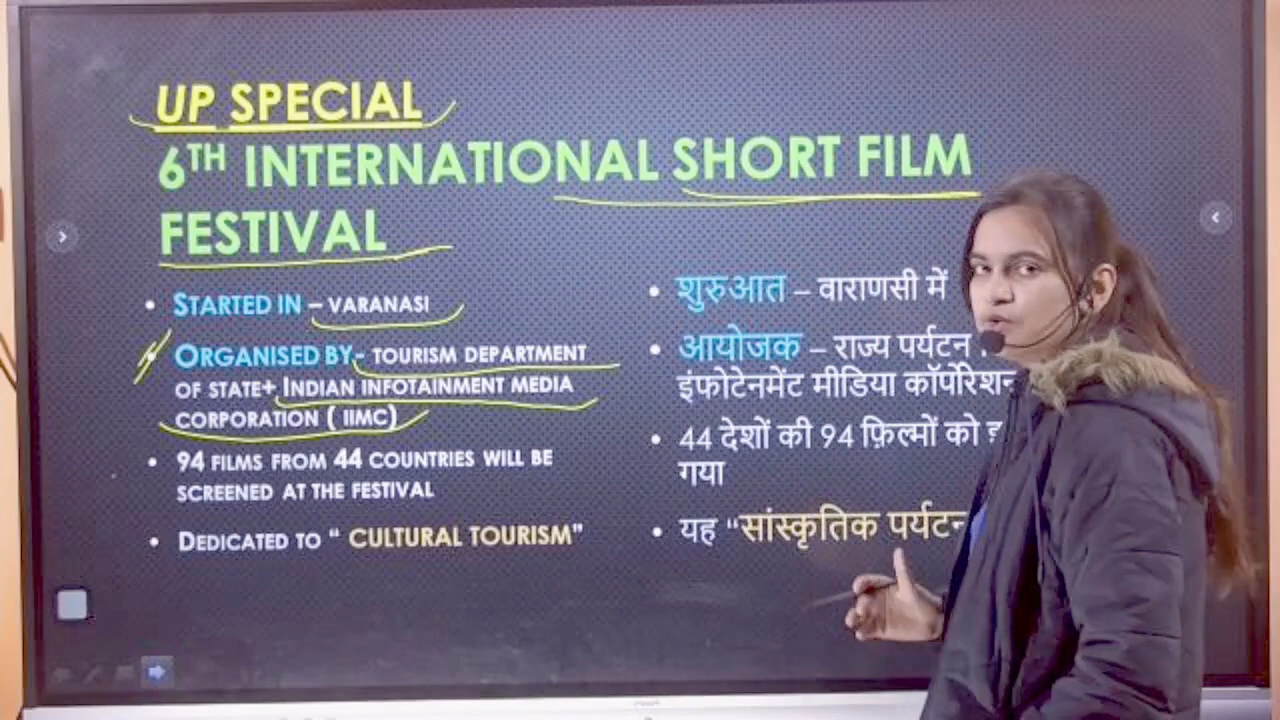 UP SPECIAL
6TH INTERNATIONAL SHORT FILM
FESTIVAL
• STARTED IN – VARANASI
• ORGANISED BY- TOURISM DEPARTMENT
OF STATE+ INDIAN INFOTAINMENT MEDIA
CORPORATION ( IIMC)
• 94 FILMS FROM 44 COUNTRIES WILL BE
SCREENED AT THE FESTIVAL
• DEDICATED TO “ CULTURAL TOURISM”
• शुरुआत – वाराणसी में
• आयोजक – राज्य पर्यटन
इंफोटेनमेंट मीडिया कॉर्पोरेशन
• 44 देशों की 94 फ़िल्मों को
गया
• यह “सांस्कृतिक पर्यटन